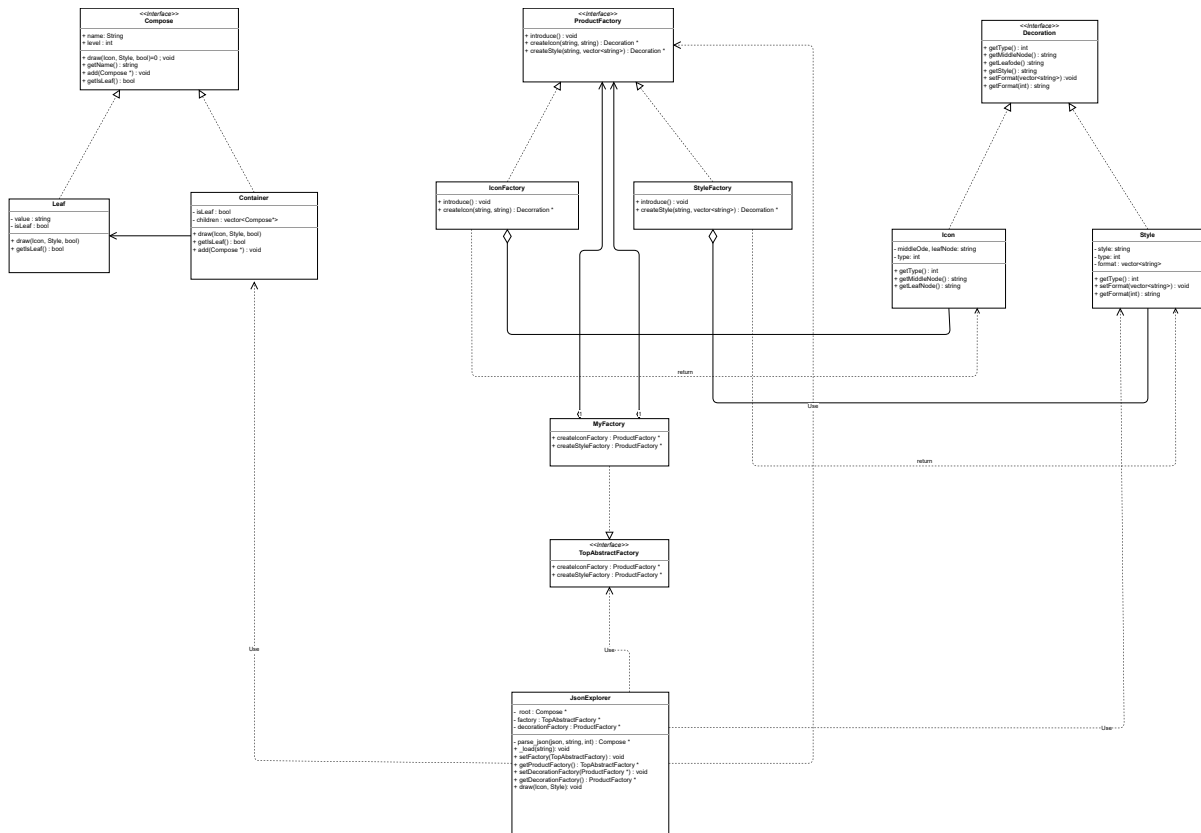 <<Interface>>
Compose
+ name: String
+ level : int
+ draw(Icon, Style, bool)=0 ; void
+ getName() : string
+ add(Compose *) : void
+ getIsLeaf() : bool
<<Interface>>
ProductFactory
+ introduce() : void
+ createIcon(string, string) : Decoration *
+ createStyle(string, vector<string>) : Decoration *
<<Interface>>
Decoration
+ getType() : int
+ getMiddleNode() : string
+ getLeafode() :string
+ getStyle() : string
+ setFormat(vector<string>) :void
+ getFormat(int) : string
Leaf
- value : string
- isLeaf : bool
+ draw(Icon, Style, bool)
+ getIsLeaf() : bool
Container
- isLeaf : bool
- children : vector<Compose*>
+ draw(Icon, Style, bool)
+ getIsLeaf() : bool
+ add(Compose *) : void
IconFactory
+ introduce() : void
+ createIcon(string, string) : Decorration *
StyleFactory
+ introduce() : void
+ createStyle(string, vector<string>) : Decorration *
Icon
- middleOde, leafNode: string
- type: int
+ getType() : int
+ getMiddleNode() : string
+ getLeafNode() : string
Style
- style: string
- type: int
- format : vector<string>
+ getType() : int
+ setFormat(vector<string>) : void
+ getFormat(int) : string
return
Use
1
1
MyFactory
+ createIconFactory : ProductFactory *
+ createStyleFactory : ProductFactory *
return
<<Interface>>
TopAbstractFactory
+ createIconFactory : ProductFactory *
+ createStyleFactory : ProductFactory *
Use
Use
JsonExplorer
- root : Compose *
- factory : TopAbstractFactory *
- decorationFactory : ProductFactory *
- parse_json(json, string, int) : Compose *
+ _load(string): void
+ setFactory(TopAbstractFactory) : void
+ getProductFactory() : TopAbstractFactory *
+ setDecorationFactory(ProductFactory *) : void
+ getDecorationFactory() : ProductFactory *
+ draw(Icon, Style): void
Use